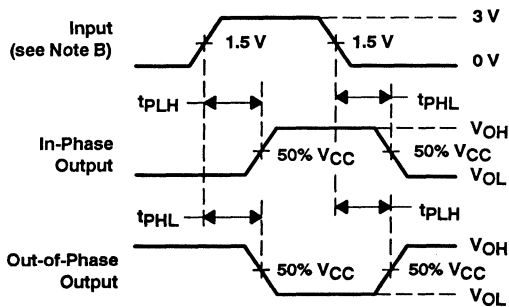 Input
(see Note B)
1.5 V
1.5 V
3 V
0 V
tPLH
tPHL
In-Phase
Output
50% VCC
50% VCC
VOH
VOL
tPHL
tPLH
Out-of-Phase
Output
50% VCC
50% VCC
VOH
VOL